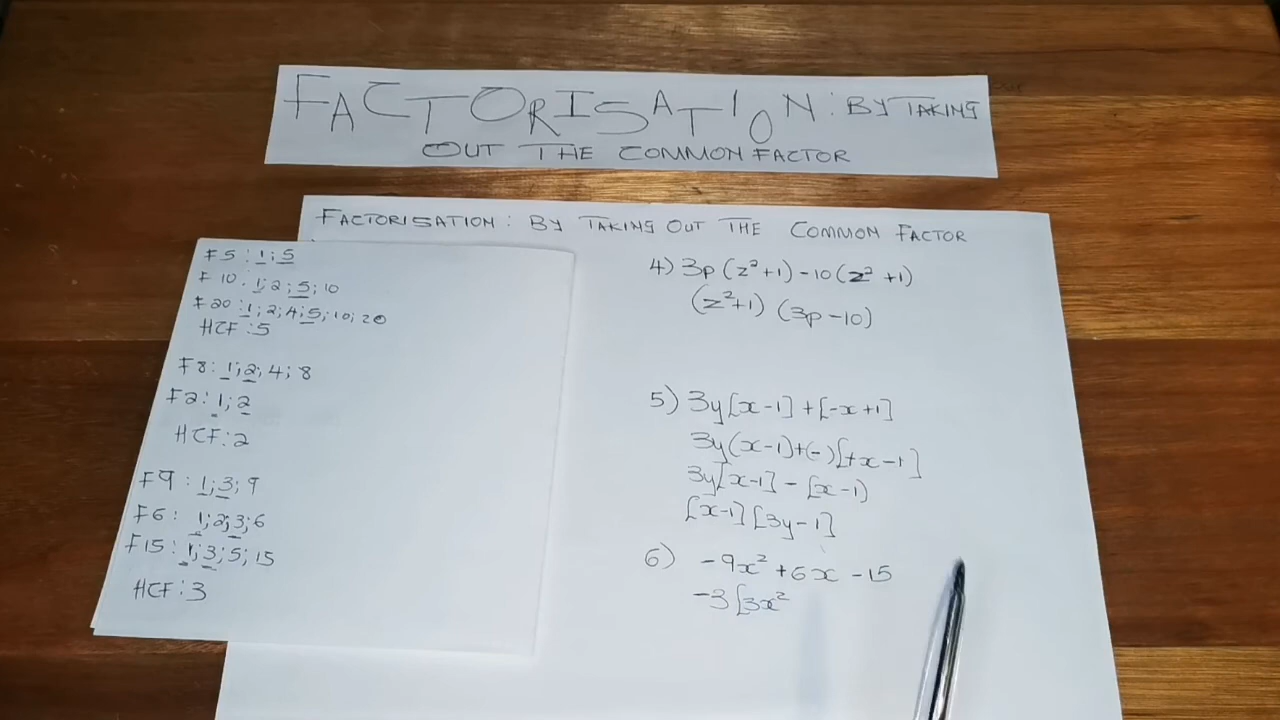 FACTORISATION: BY TAKING
OUT THE COMMON FACTOR
FACTORISATION: BY TAKING OUT THE COMMON FACTOR
F5: 1; 5
F10: 1; 2; 5; 10
F20: 1; 2; 4; 5; 10; 20
HCF: 5
F8: 1; 2; 4; 8
F2: 1; 2
HCF: 2
F9: 1; 3; 9
F6: 1; 2; 3; 6
F15: 1; 3; 5; 15
HCF: 3
4) 3p(z²+1)-10(z²+1)
(z²+1)(3p-10)
5) 3y[x-1]+[-x+1]
3y(x-1)+(-)[+x-1]
3y[x-1]-[x-1)
[x-1][3y-1]
6) -9x²+6x-15
-3[3x²